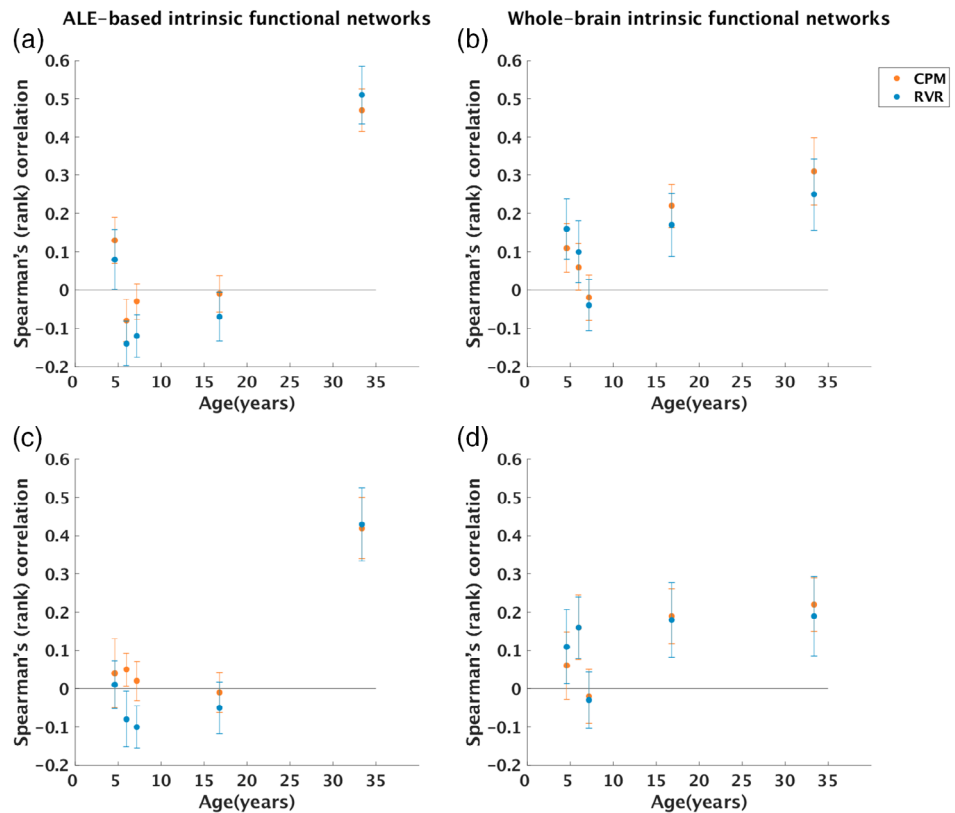 ALE-based intrinsic functional networks
Whole-brain intrinsic functional networks
(a)
0.6
0.5
0.4
0.3
0.2
0.1
0
-0.1
-0.2
Spearman's (rank) correlation
0 5 10 15 20 25 30 35
Age(years)
(b)
0.6
0.5
0.4
0.3
0.2
0.1
0
-0.1
-0.2
Spearman's (rank) correlation
0 5 10 15 20 25 30 35
Age(years)
CPM
RVR
(c)
0.6
0.5
0.4
0.3
0.2
0.1
0
-0.1
-0.2
Spearman's (rank) correlation
0 5 10 15 20 25 30 35
Age(years)
(d)
0.6
0.5
0.4
0.3
0.2
0.1
0
-0.1
-0.2
Spearman's (rank) correlation
0 5 10 15 20 25 30 35
Age(years)